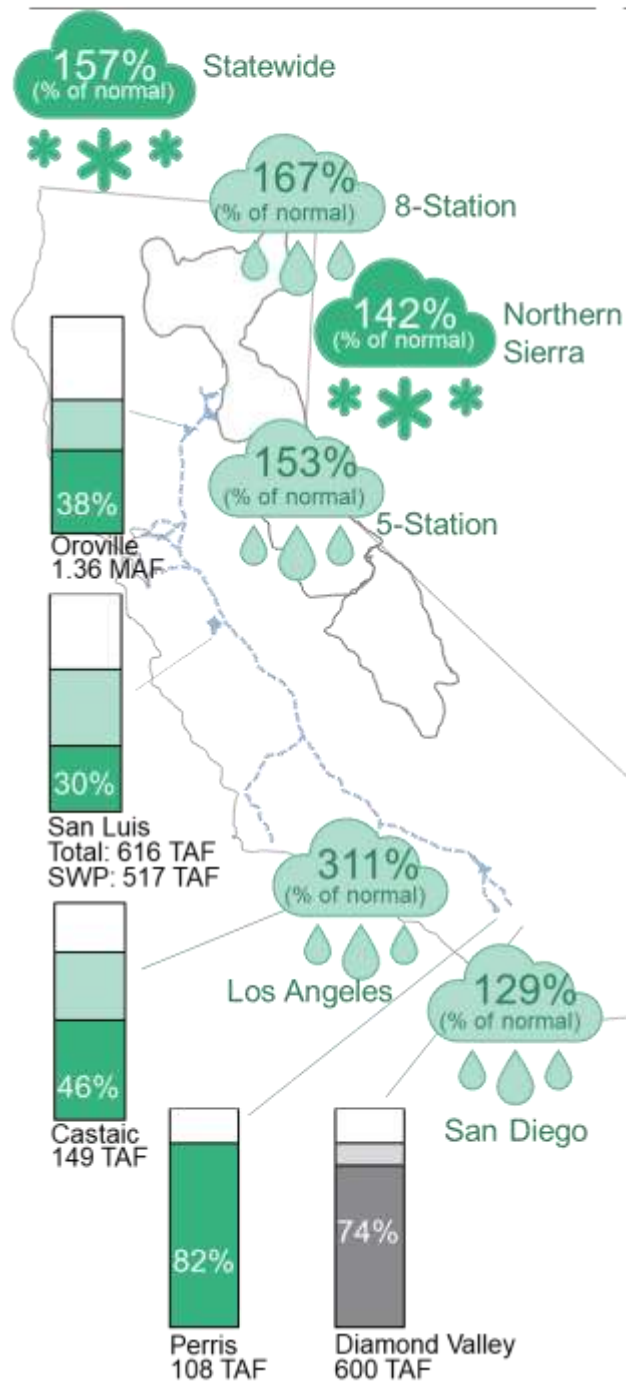 157%
(% of normal)
Statewide
167%
(% of normal)
8-Station
142%
(% of normal)
Northern
Sierra
153%
(% of normal)
5-Station
38%
Oroville
1.36 MAF
30%
San Luis
Total: 616 TAF
SWP: 517 TAF
311%
(% of normal)
Los Angeles
129%
(% of normal)
San Diego
46%
Castaic
149 TAF
82%
Perris
108 TAF
74%
Diamond Valley
600 TAF